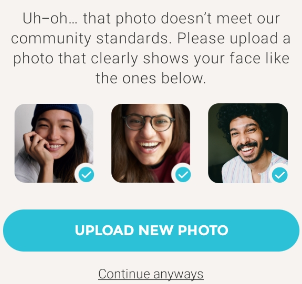 Uh–oh... that photo doesn't meet our
community standards. Please upload a
photo that clearly shows your face like
the ones below.
UPLOAD NEW PHOTO
Continue anyways